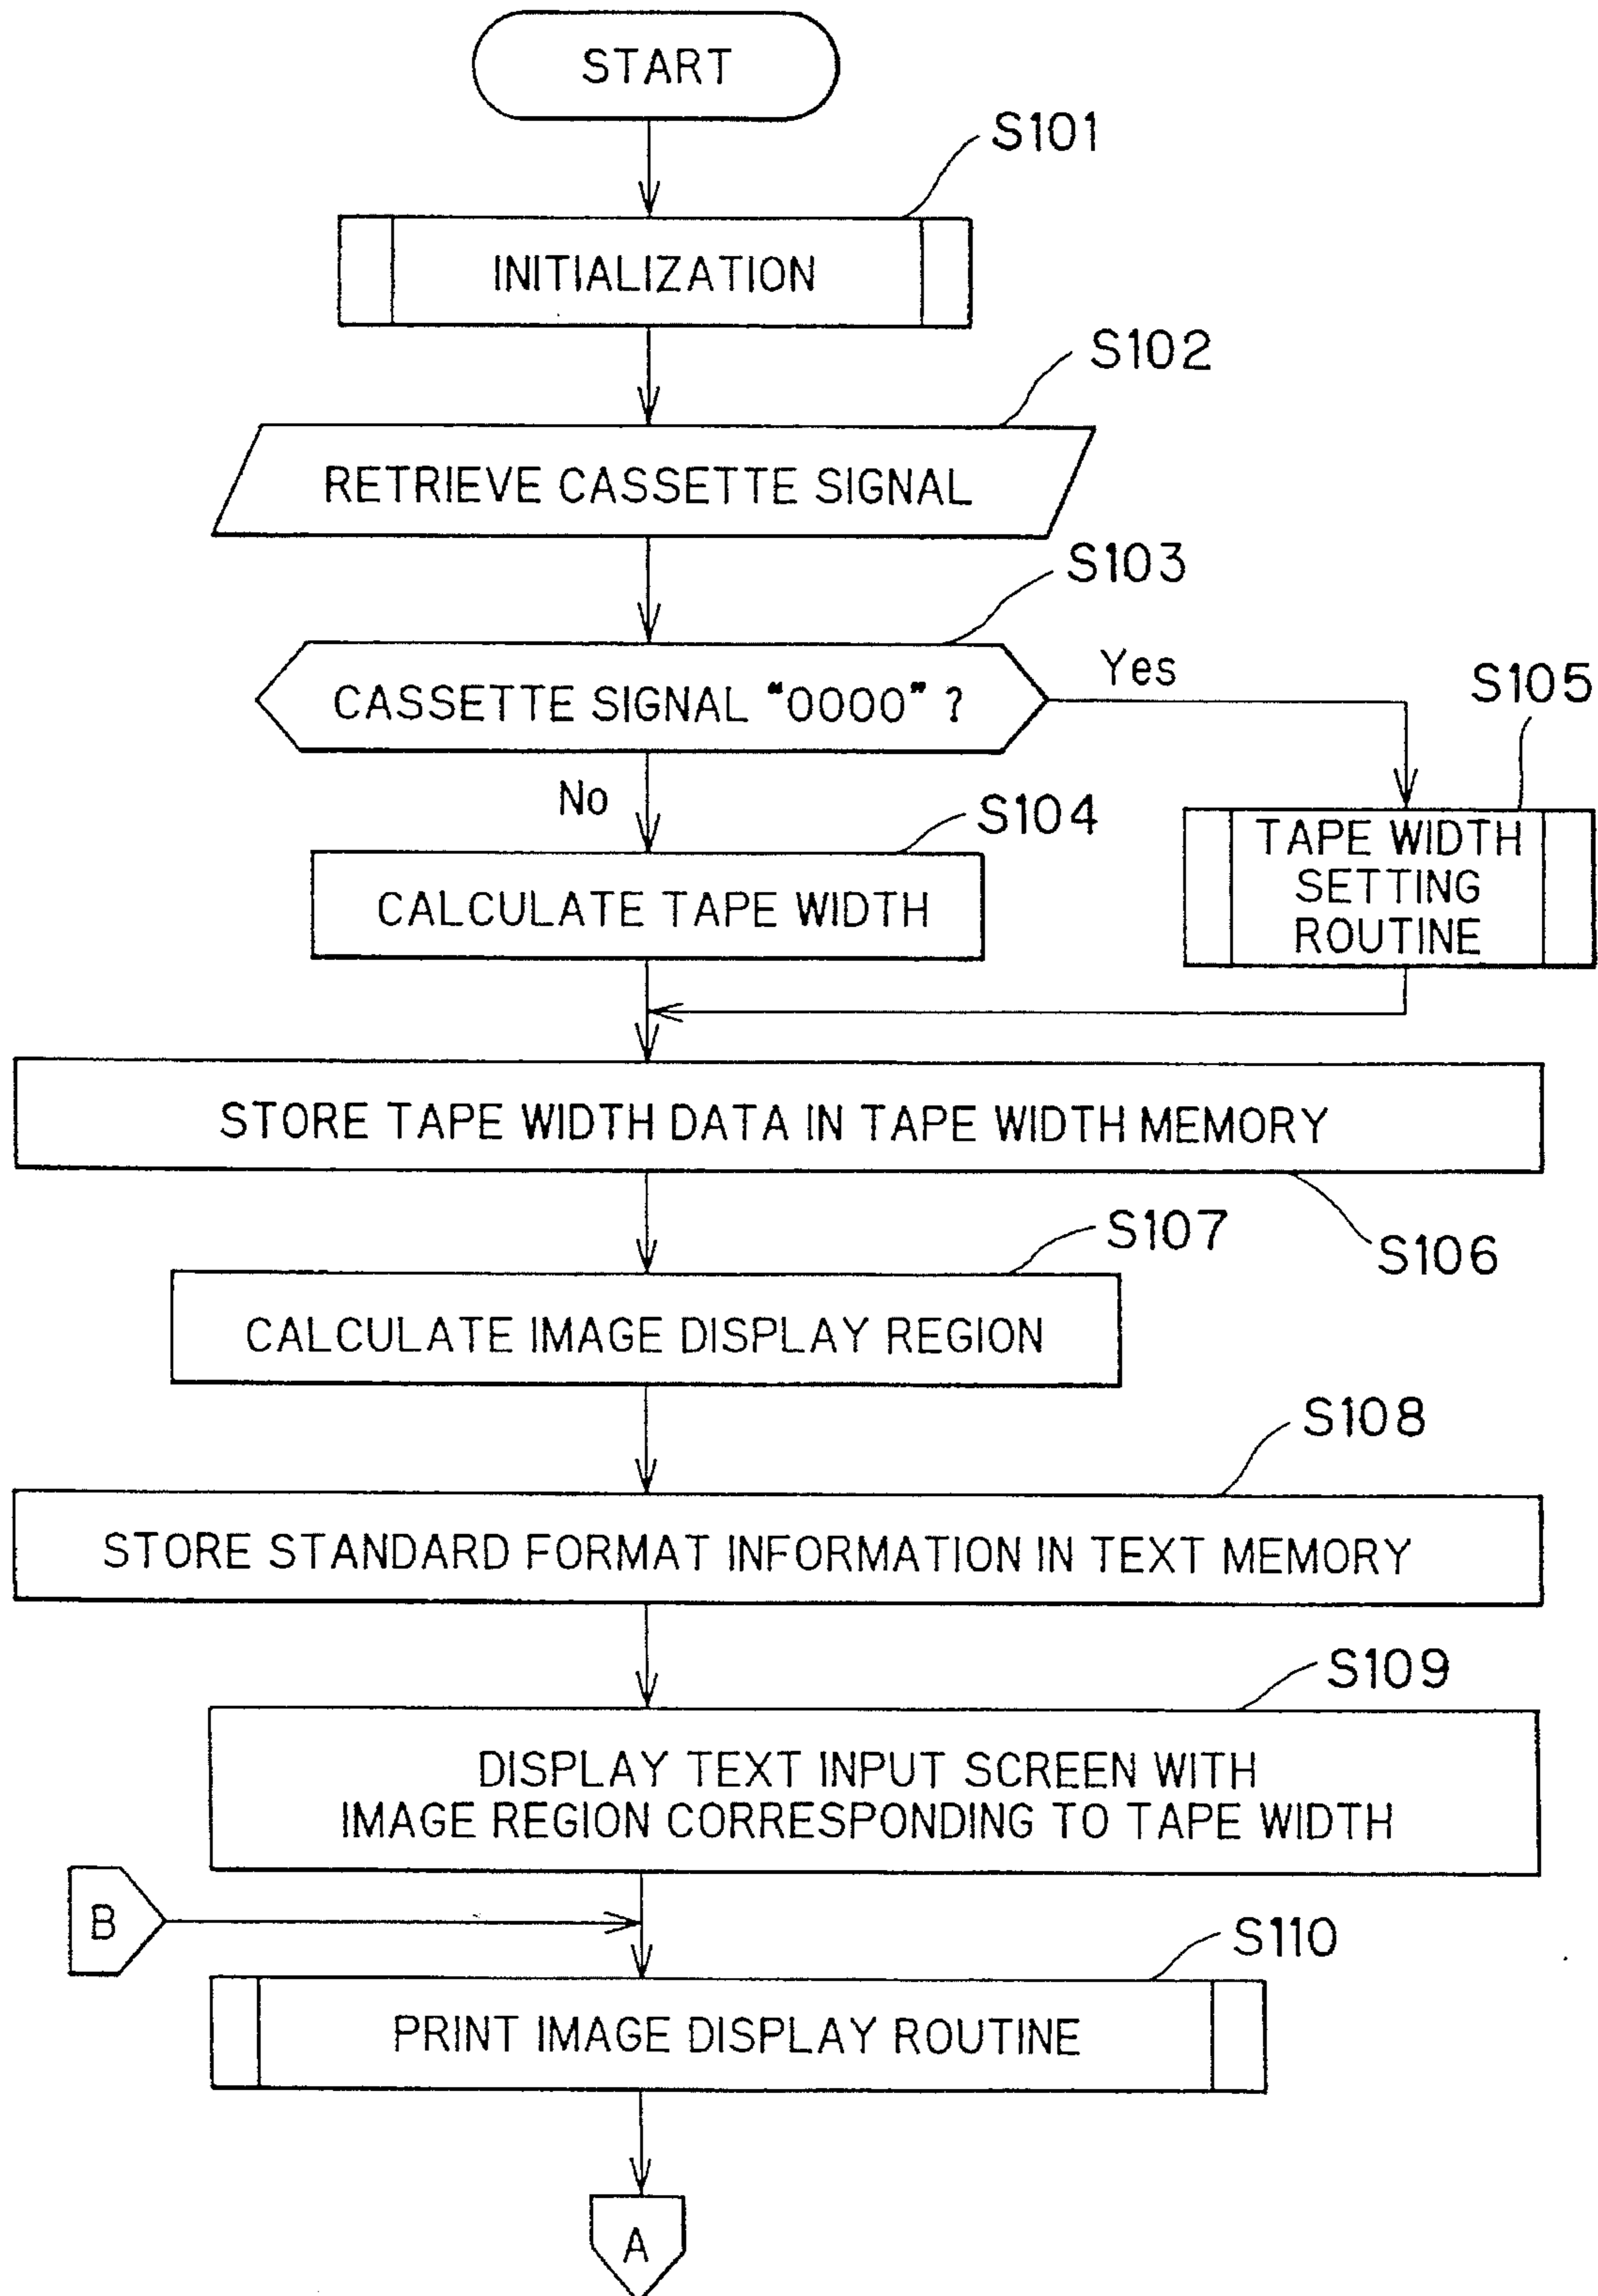 START
S101
INITIALIZATION
S102
RETRIEVE CASSETTE SIGNAL
S103
CASSETTE SIGNAL “0000” ?
Yes
S105
No
S104
TAPE WIDTH
SETTING
ROUTINE
CALCULATE TAPE WIDTH
STORE TAPE WIDTH DATA IN TAPE WIDTH MEMORY
S106
S107
CALCULATE IMAGE DISPLAY REGION
S108
STORE STANDARD FORMAT INFORMATION IN TEXT MEMORY
S109
DISPLAY TEXT INPUT SCREEN WITH
IMAGE REGION CORRESPONDING TO TAPE WIDTH
B
S110
PRINT IMAGE DISPLAY ROUTINE
A